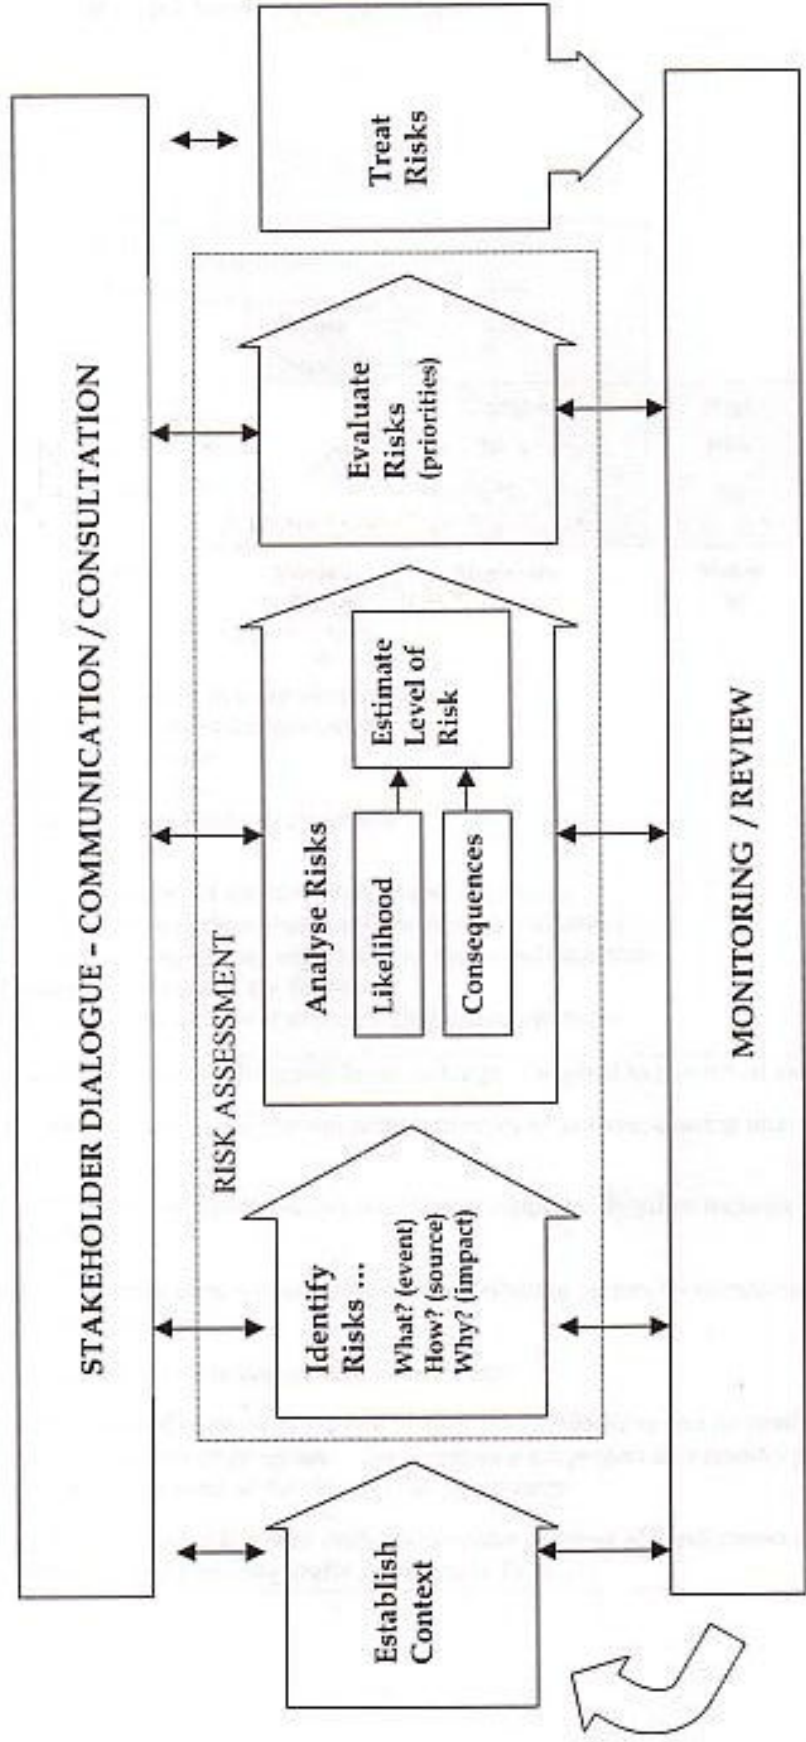 STAKEHOLDER DIALOGUE – COMMUNICATION / CONSULTATION
RISK ASSESSMENT
Establish
Context
Identify
Risks ...
What? (event)
How? (source)
Why? (impact)
Analyse Risks
Likelihood
Consequences
Estimate
Level of
Risk
Evaluate
Risks
(priorities)
Treat
Risks
MONITORING / REVIEW